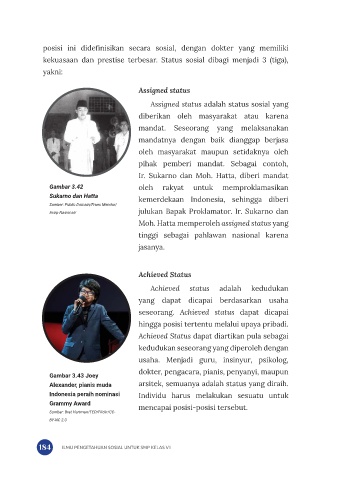 posisi ini didefinisikan secara sosial, dengan dokter yang memiliki
kekuasaan dan prestise terbesar. Status sosial dibagi menjadi 3 (tiga),
yakni:
Assigned status
Assigned status adalah status sosial yang
diberikan oleh masyarakat atau karena
mandat. Seseorang yang melaksanakan
mandatnya dengan baik dianggap berjasa
oleh masyarakat maupun setidaknya oleh
pihak pemberi mandat. Sebagai contoh,
Ir. Sukarno dan Moh. Hatta, diberi mandat
oleh rakyat untuk memproklamasikan
kemerdekaan Indonesia, sehingga diberi
julukan Bapak Proklamator. Ir. Sukarno dan
Moh. Hatta memperoleh assigned status yang
tinggi sebagai pahlawan nasional karena
jasanya.
Gambar 3.42
Sukarno dan Hatta
Sumber: Public Domain/Frans Mendur/
Arsip Nasional
Achieved Status
Achieved status adalah kedudukan
yang dapat dicapai berdasarkan usaha
seseorang. Achieved status dapat dicapai
hingga posisi tertentu melalui upaya pribadi.
Achieved Status dapat diartikan pula sebagai
kedudukan seseorang yang diperoleh dengan
usaha. Menjadi guru, insinyur, psikolog,
dokter, pengacara, pianis, penyanyi, maupun
arsitek, semuanya adalah status yang diraih.
Individu harus melakukan sesuatu untuk
mencapai posisi-posisi tersebut.
Gambar 3.43 Joey
Alexander, pianis muda
Indonesia peraih nominasi
Grammy Award
184
ILMU PENGETAHUAN SOSIAL UNTUK SMP KELAS VII